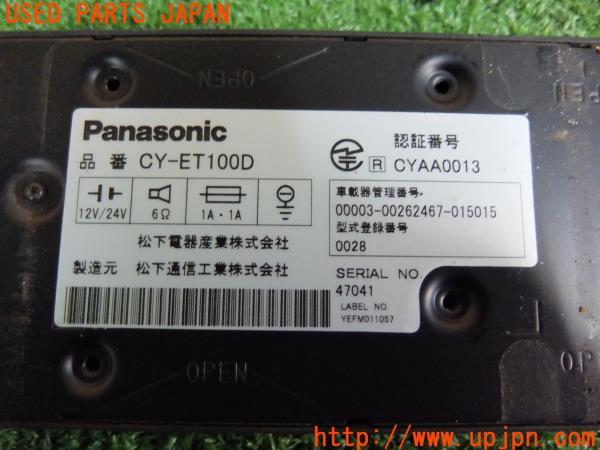 USED PARTS JAPAN
OPEN
OPEN
Panasonic
品番 CY-ET100D
12V/24V 6Ω 1A・1A
松下電器産業株式会社
製造元 松下通信工業株式会社
認証番号
R CYAA0013
車載器管理番号
00003-00262467-015015
型式登録番号
0028
SERIAL NO.
47041
LABEL NO
YEFM011057
OPEN
OP
(C)UPJ
https://www.upjpn.com